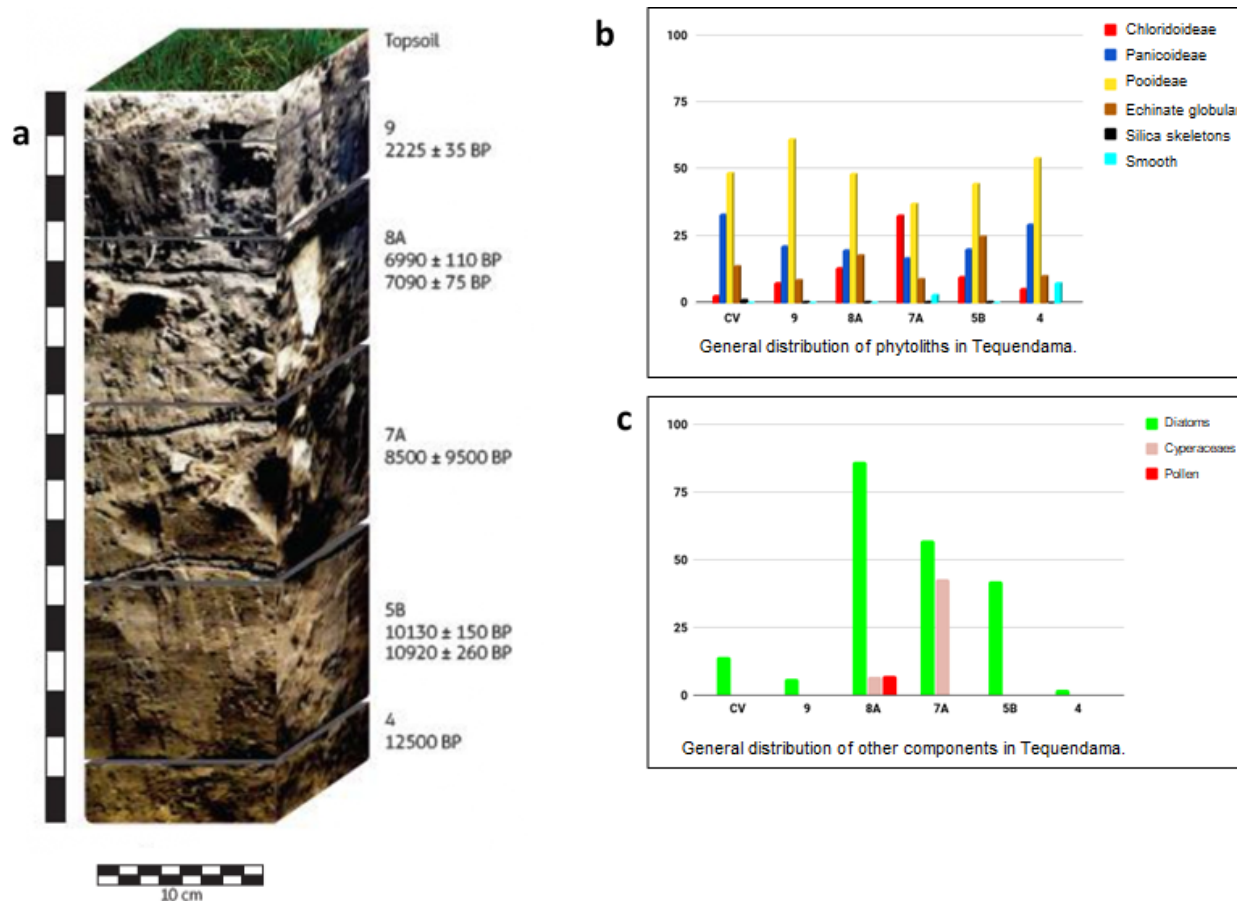 a
Topsoil
9
2225 ± 35 BP
8A
6990 ± 110 BP
7090 ± 75 BP
7A
8500 ± 9500 BP
5B
10130 ± 150 BP
10920 ± 260 BP
4
12500 BP
10 cm
b
100
75
50
25
0
CV 9 8A 7A 5B 4
Chloridoideae
Panicoideae
Pooideae
Echinate globular
Silica skeletons
Smooth
General distribution of phytoliths in Tequendama.
c
100
75
50
25
0
CV 9 8A 7A 5B 4
Diatoms
Cyperaceaes
Pollen
General distribution of other components in Tequendama.